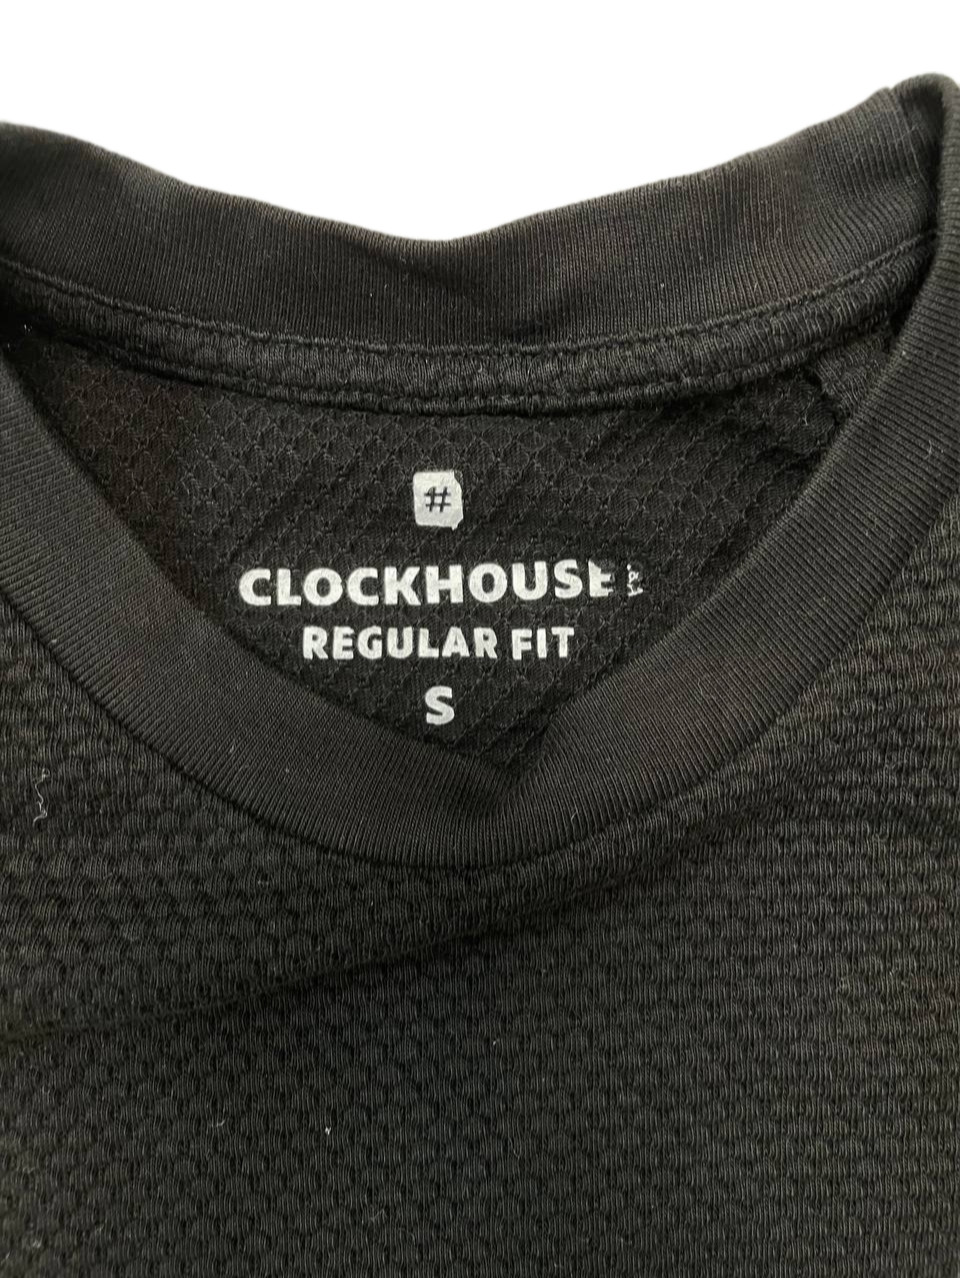 #
CLOCKHOUSE
REGULAR FIT
S